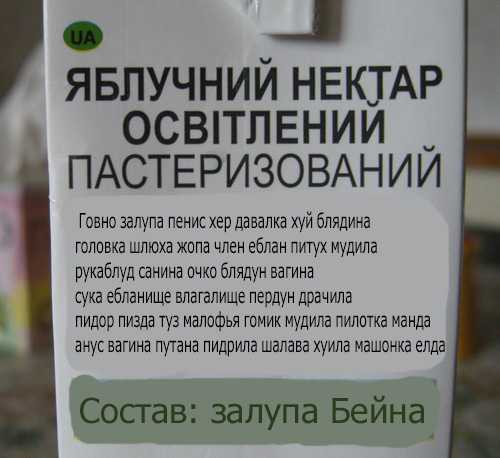 UA
ЯБЛУЧНИЙ НЕКТАР
ОСВІТЛЕНИЙ
ПАСТЕРИЗОВАНИЙ
Говно залупа пенис хер давалка хуй блядина
головка шлюха жопа член еблан питух мудила
рукаблуд санина очко блядун вагина
сука ебланище влагалище пердун драчила
пидор пизда туз малофья гомик мудила пилотка манда
анус вагина путана пидрила шалава хуила машонка елда
Состав: залупа Бейна